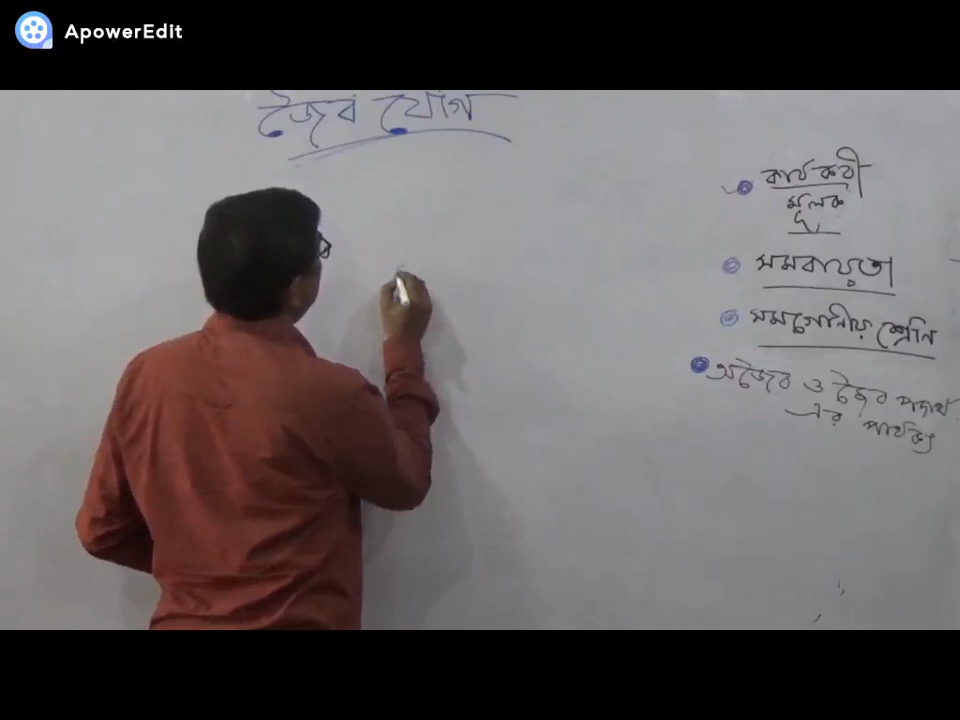 ApowerEdit
জৈব যৌগ
কার্যকরী
মূলক
সমবায়তা
সমগোনীয় শ্রেনি
অজৈব ও জৈব পদার্থ
এর পার্থক্য